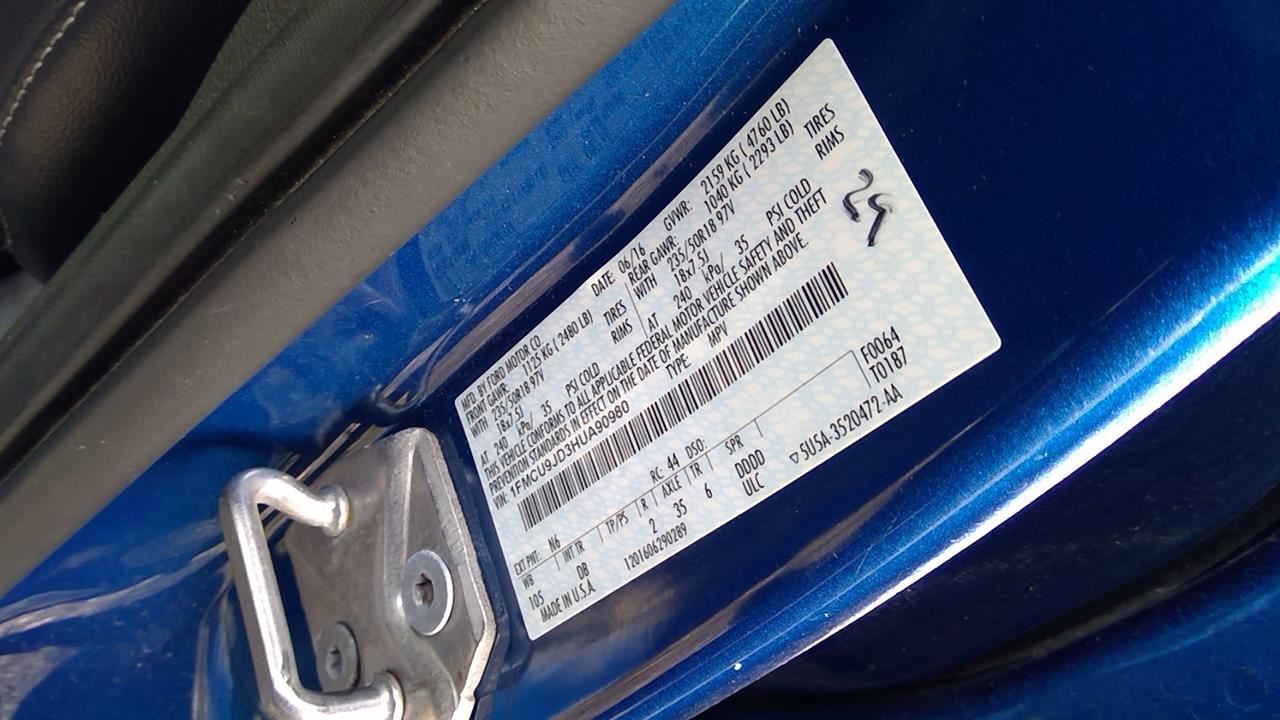 MFD. BY FORD MOTOR CO.
DATE 06/16 GVWR: 2159 KG ( 4760 LB)
FRONT GAWR: 1125 KG ( 2480 LB) REAR GAWR: 1040 KG ( 2293 LB)
WITH 235/50R18 97V TIRES WITH 235/50R18 97V TIRES
18x7.5J RIMS 18x7.5J RIMS
AT 240 kPa/ 35 PSI COLD AT 240 kPa/ 35 PSI COLD
THIS VEHICLE CONFORMS TO ALL APPLICABLE FEDERAL MOTOR VEHICLE SAFETY AND THEFT
PREVENTION STANDARDS IN EFFECT ON THE DATE OF MANUFACTURE SHOWN ABOVE.
VIN: 1FMCU9JD3HUA90980 TYPE MPV
EXT PNT: N6 RC: 44 DSO: F0064
WB INT TR TP/PS R AXLE TR SPR T0187
105 DB 2 35 6 DDDD
MADE IN U.S.A. 1201606290289 ULC
5U5A-3520472-AA
25